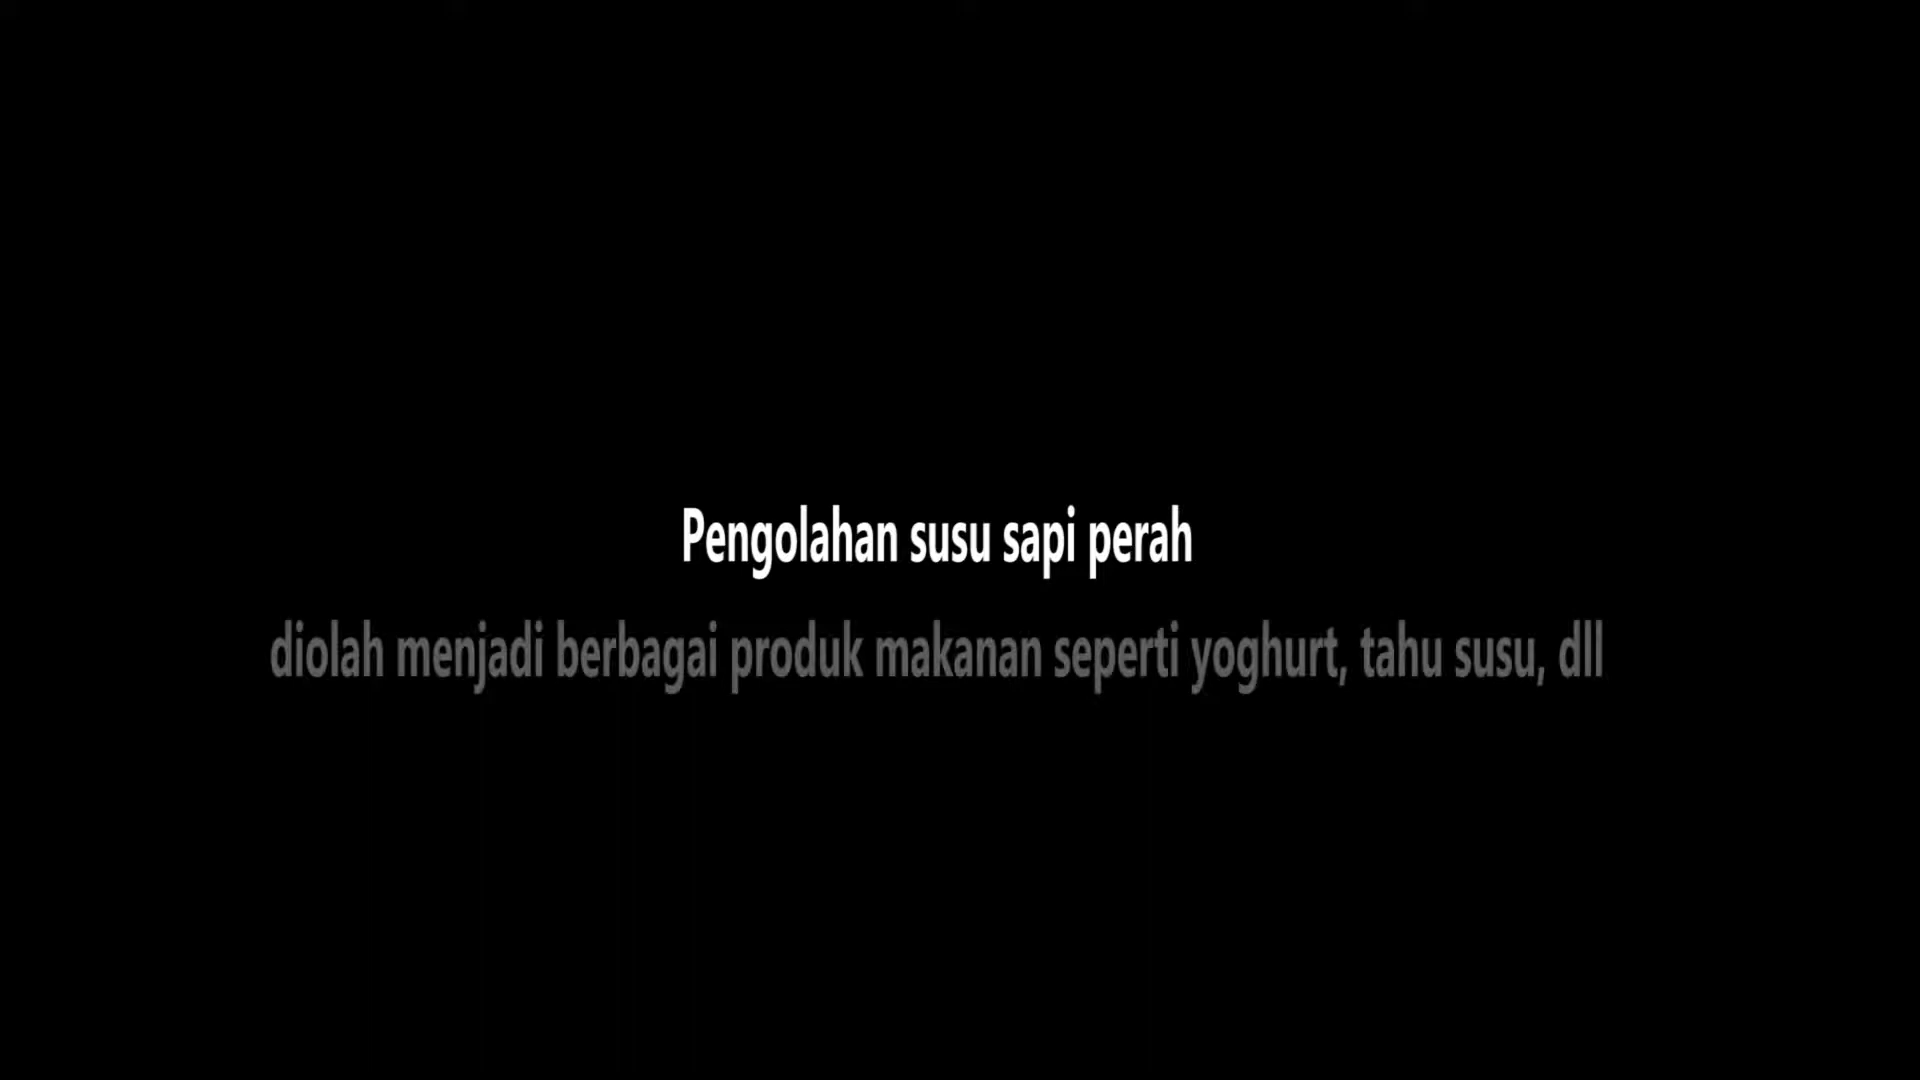 Pengolahan susu sapi perah
diolah menjadi berbagai produk makanan seperti yoghurt, tahu susu, dll